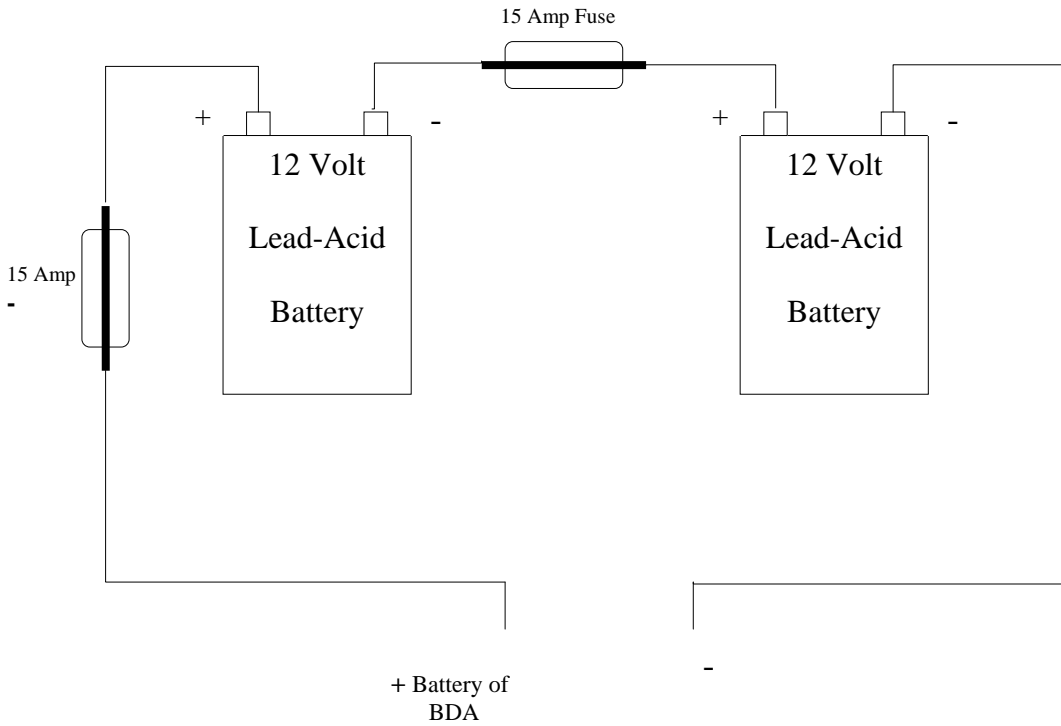 15 Amp Fuse
+ - + -
12 Volt
Lead-Acid
Battery
12 Volt
Lead-Acid
Battery
15 Amp
-
+ Battery of
BDA
-